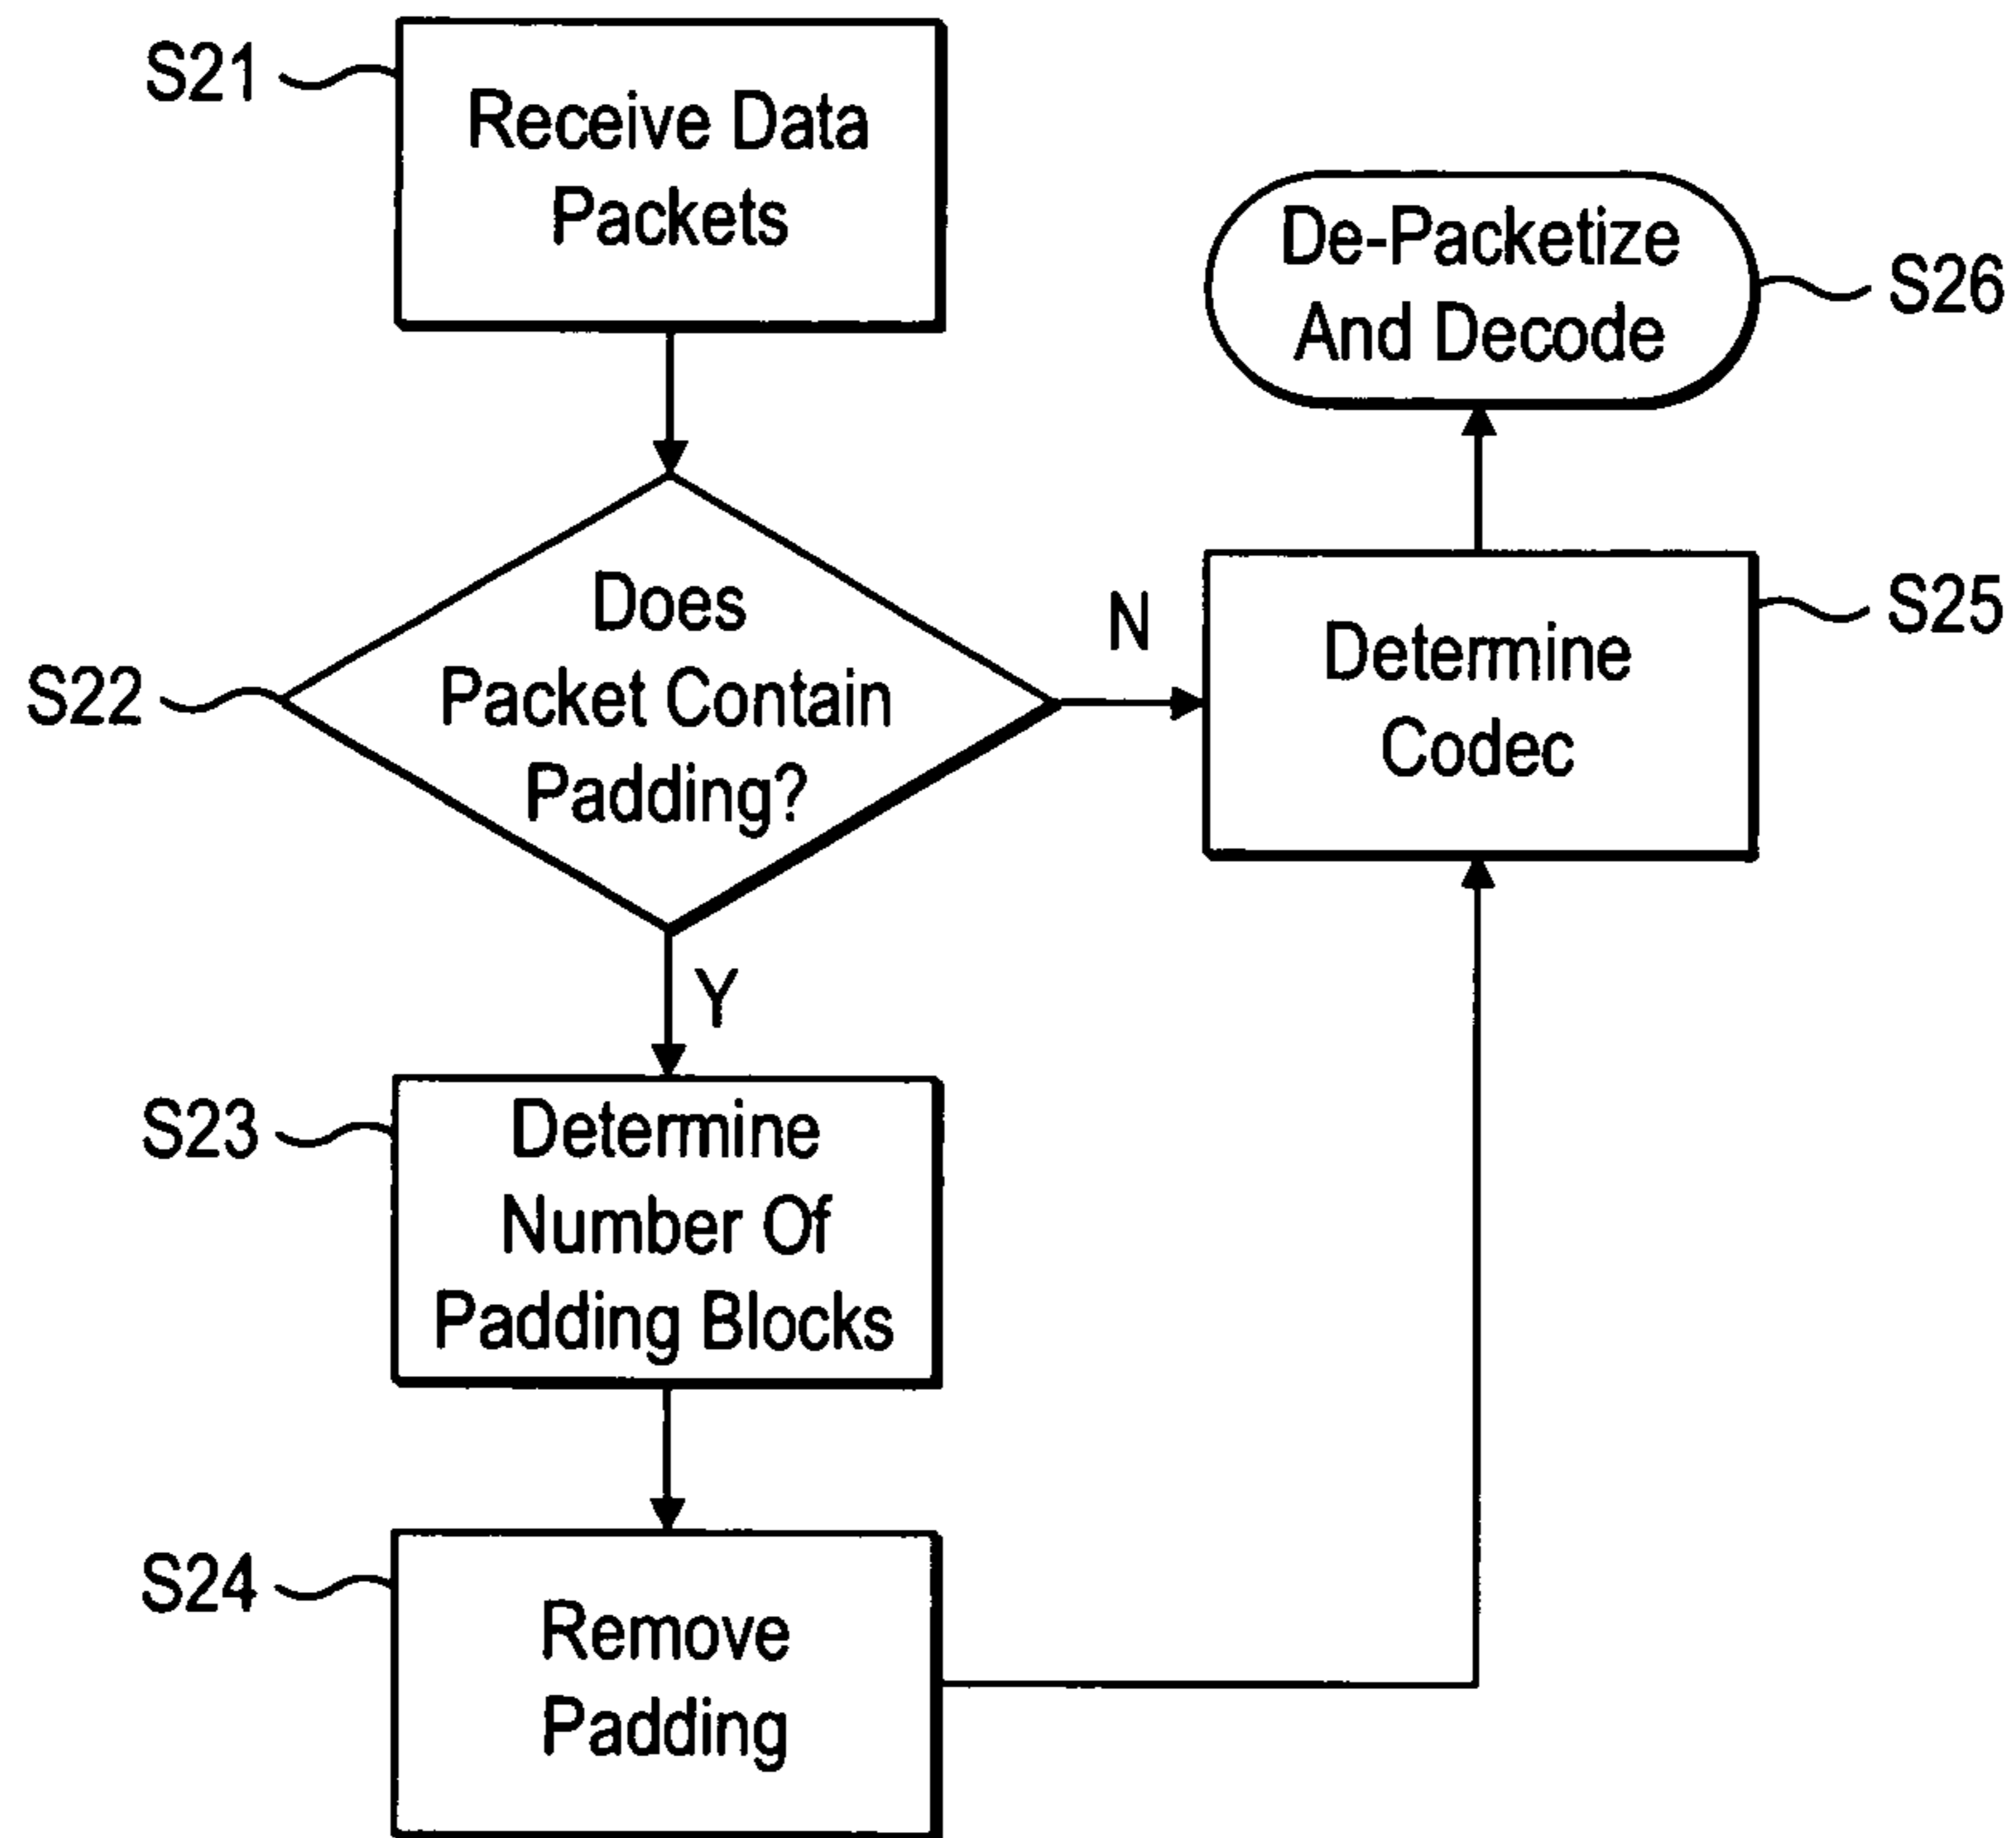 S21
Receive Data
Packets
S22
Does
Packet Contain
Padding?
N
Y
S23
Determine
Number Of
Padding Blocks
S24
Remove
Padding
Determine
Codec
S25
De-Packetize
And Decode
S26